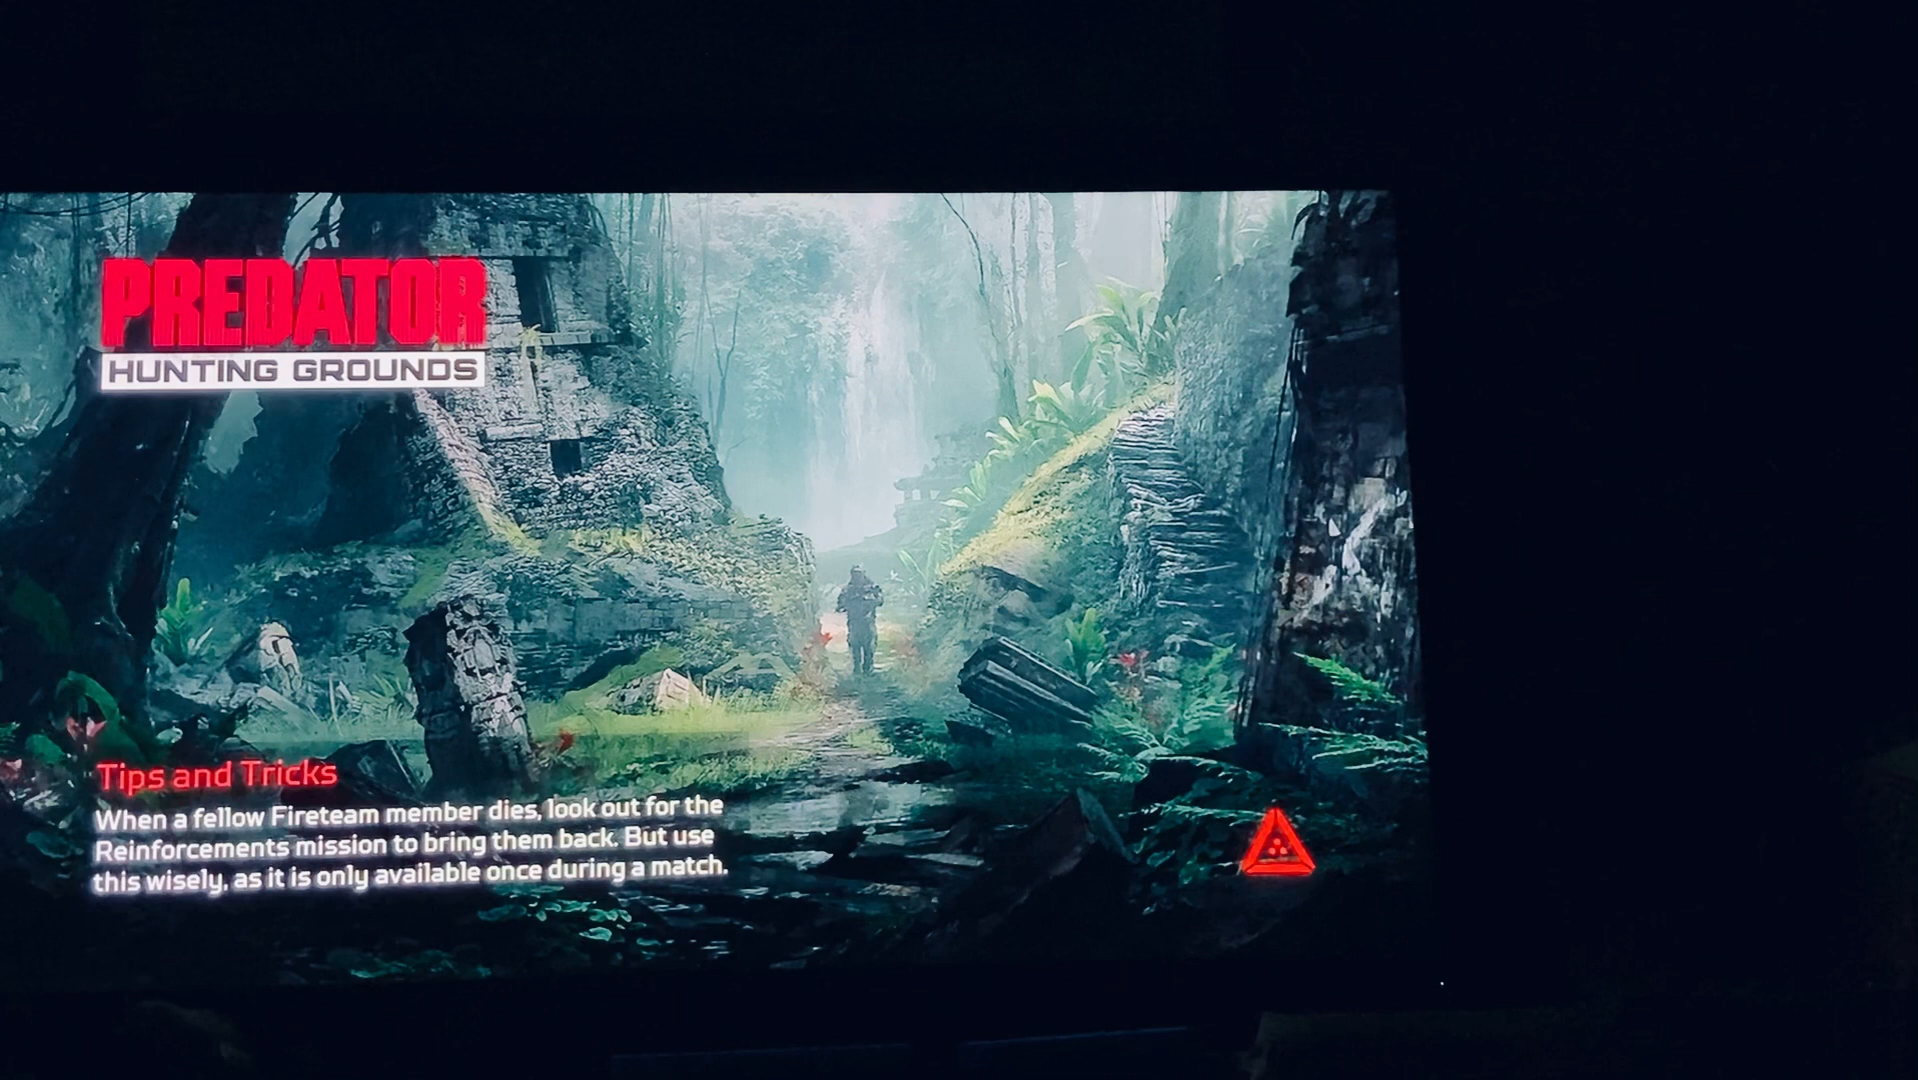 PREDATOR
HUNTING GROUNDS
Tips and Tricks
When a fellow Fireteam member dies, look out for the
Reinforcements mission to bring them back. But use
this wisely, as it is only available once during a match.